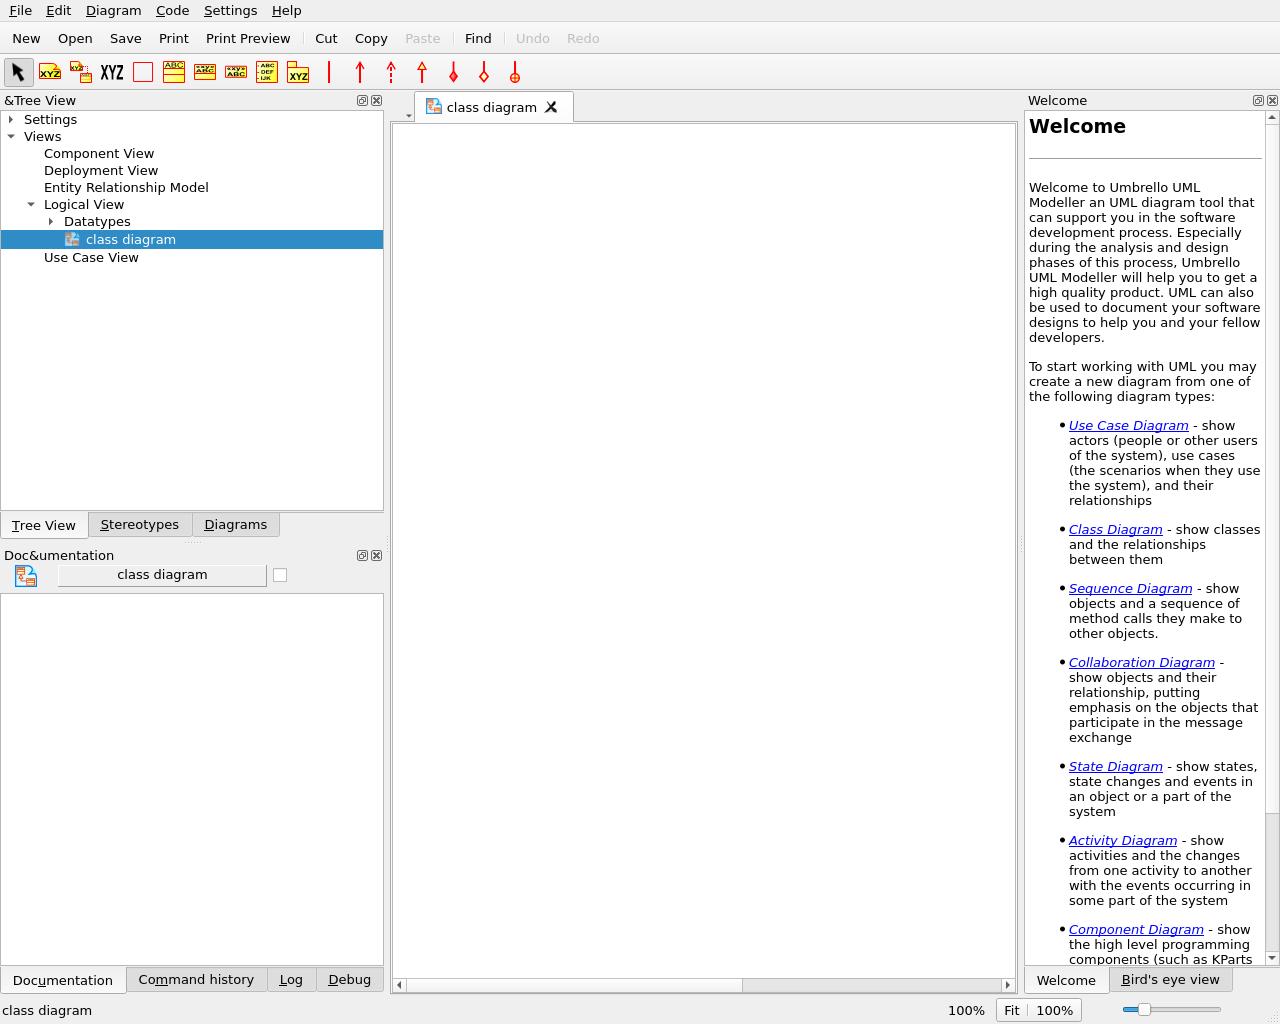 File Edit Diagram Code Settings Help
New Open Save Print Print Preview Cut Copy Paste Find Undo Redo
&Tree View
Settings
Views
Component View
Deployment View
Entity Relationship Model
Logical View
Datatypes
class diagram
Use Case View
Tree View Stereotypes Diagrams
Doc&umentation
class diagram
Documentation Command history Log Debug
class diagram
class diagram
Welcome
Welcome
Welcome to Umbrello UML
Modeller an UML diagram tool that
can support you in the software
development process. Especially
during the analysis and design
phases of this process, Umbrello
UML Modeller will help you to get a
high quality product. UML can also
be used to document your software
designs to help you and your fellow
developers.
To start working with UML you may
create a new diagram from one of
the following diagram types:
Use Case Diagram - show
actors (people or other users
of the system), use cases
(the scenarios when they use
the system), and their
relationships
Class Diagram - show classes
and the relationships
between them
Sequence Diagram - show
objects and a sequence of
method calls they make to
other objects.
Collaboration Diagram -
show objects and their
relationship, putting
emphasis on the objects that
participate in the message
exchange
State Diagram - show states,
state changes and events in
an object or a part of the
system
Activity Diagram - show
activities and the changes
from one activity to another
with the events occurring in
some part of the system
Component Diagram - show
the high level programming
components (such as KParts
Welcome Bird's eye view
100% Fit 100%